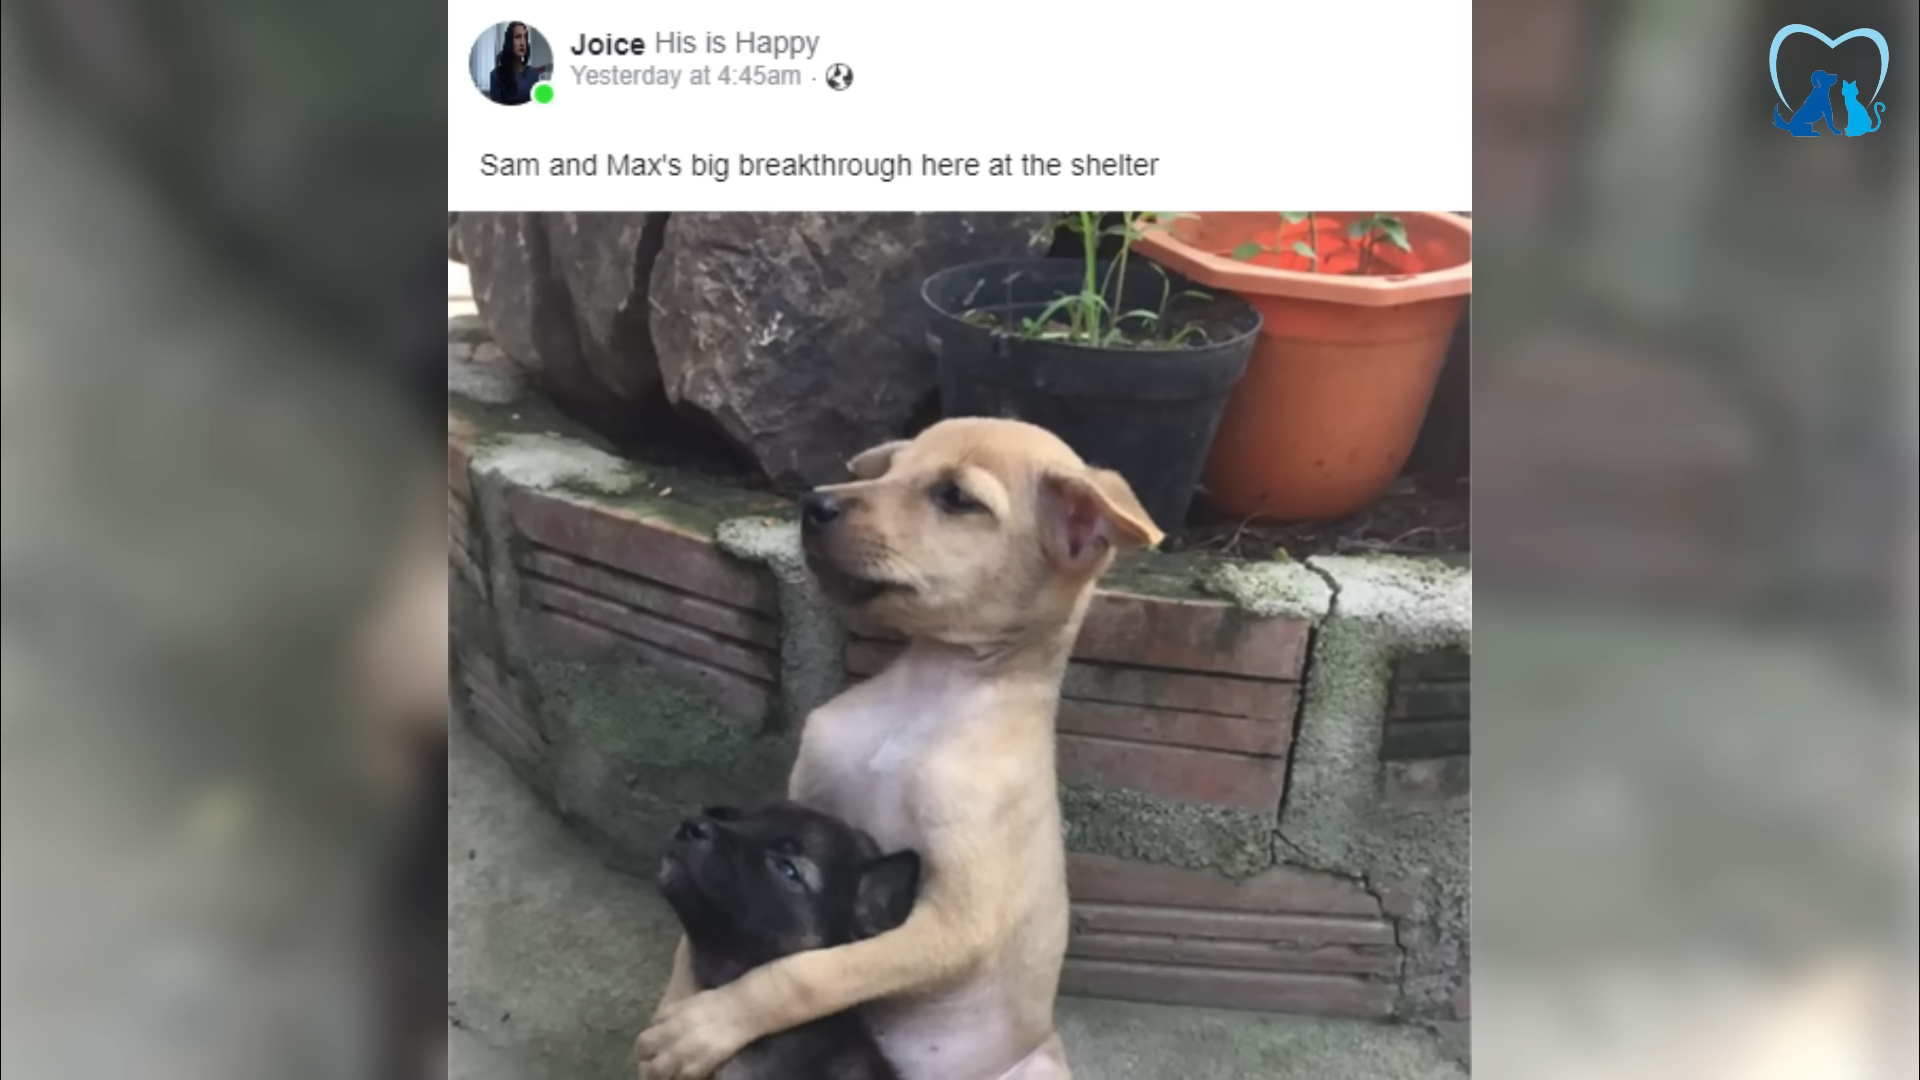 Joice His is Happy
Yesterday at 4:45am ·
Sam and Max's big breakthrough here at the shelter